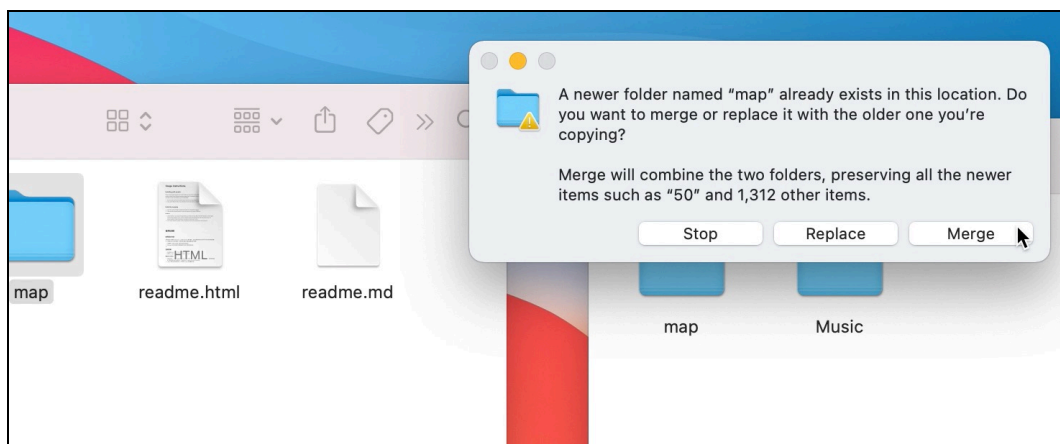 A newer folder named “map” already exists in this location. Do
you want to merge or replace it with the older one you’re
copying?
Merge will combine the two folders, preserving all the newer
items such as “50” and 1,312 other items.
Stop
Replace
Merge
HTML
map
readme.html
readme.md
map
Music